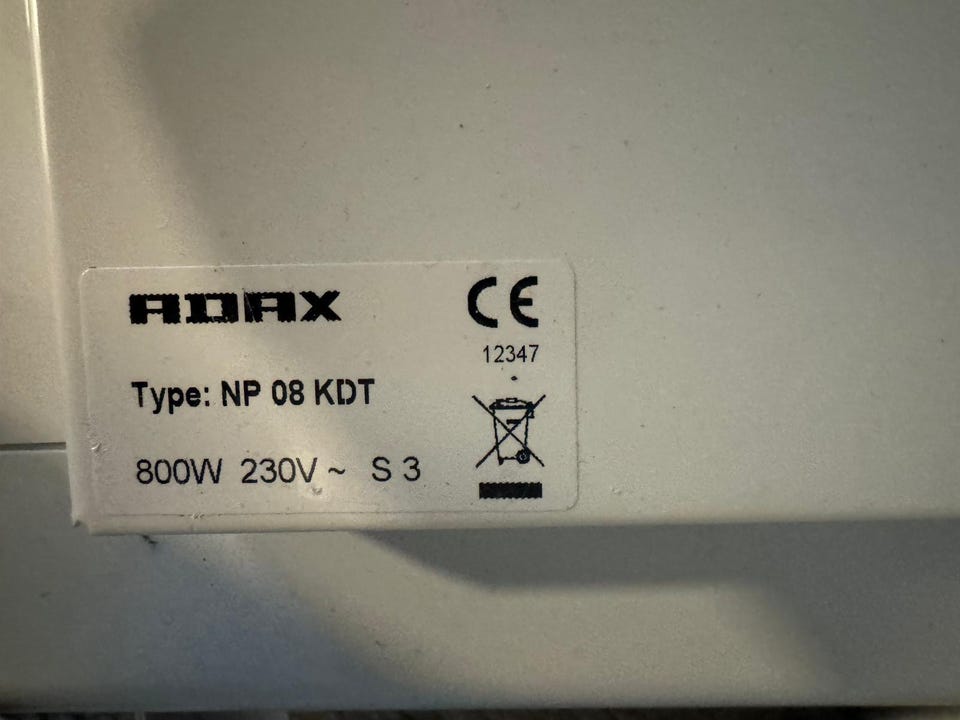 ADAX
CE
12347
Type: NP 08 KDT
800W 230V ~ S 3